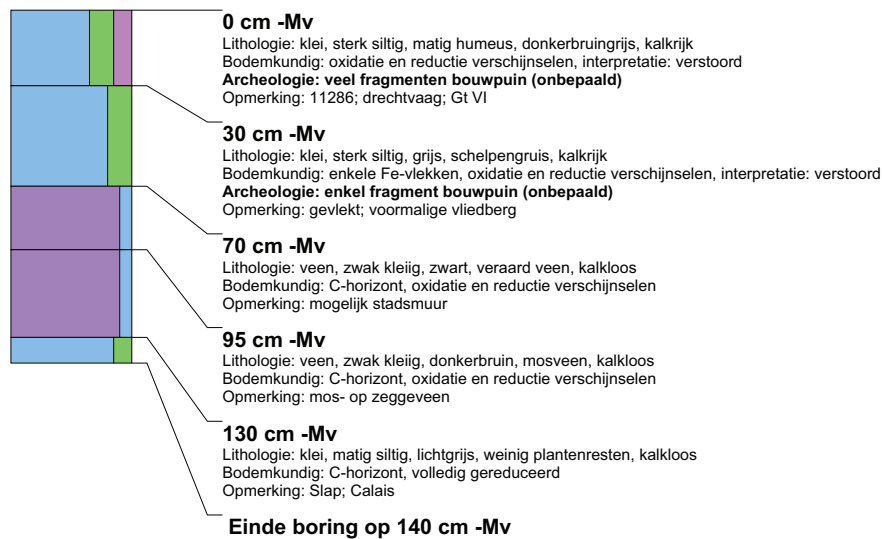 0 cm -Mv
Lithologie: klei, sterk siltig, matig humeus, donkerbruingrijs, kalkrijk
Bodemkundig: oxidatie en reductie verschijnselen, interpretatie: verstoord
Archeologie: veel fragmenten bouwpuin (onbepaald)
Opmerking: 11286; drechtvaag; Gt VI
30 cm -Mv
Lithologie: klei, sterk siltig, grijs, schelpengruis, kalkrijk
Bodemkundig: enkele Fe-vlekken, oxidatie en reductie verschijnselen, interpretatie: verstoord
Archeologie: enkel fragment bouwpuin (onbepaald)
Opmerking: gevlekt; voormalige vliedberg
70 cm -Mv
Lithologie: veen, zwak kleiig, zwart, veraard veen, kalkloos
Bodemkundig: C-horizont, oxidatie en reductie verschijnselen
Opmerking: mogelijk stadsmuur
95 cm -Mv
Lithologie: veen, zwak kleiig, donkerbruin, mosveen, kalkloos
Bodemkundig: C-horizont, oxidatie en reductie verschijnselen
Opmerking: mos- op zeggeveen
130 cm -Mv
Lithologie: klei, matig siltig, lichtgrijs, weinig plantenresten, kalkloos
Bodemkundig: C-horizont, volledig gereduceerd
Opmerking: Slap; Calais
Einde boring op 140 cm -Mv